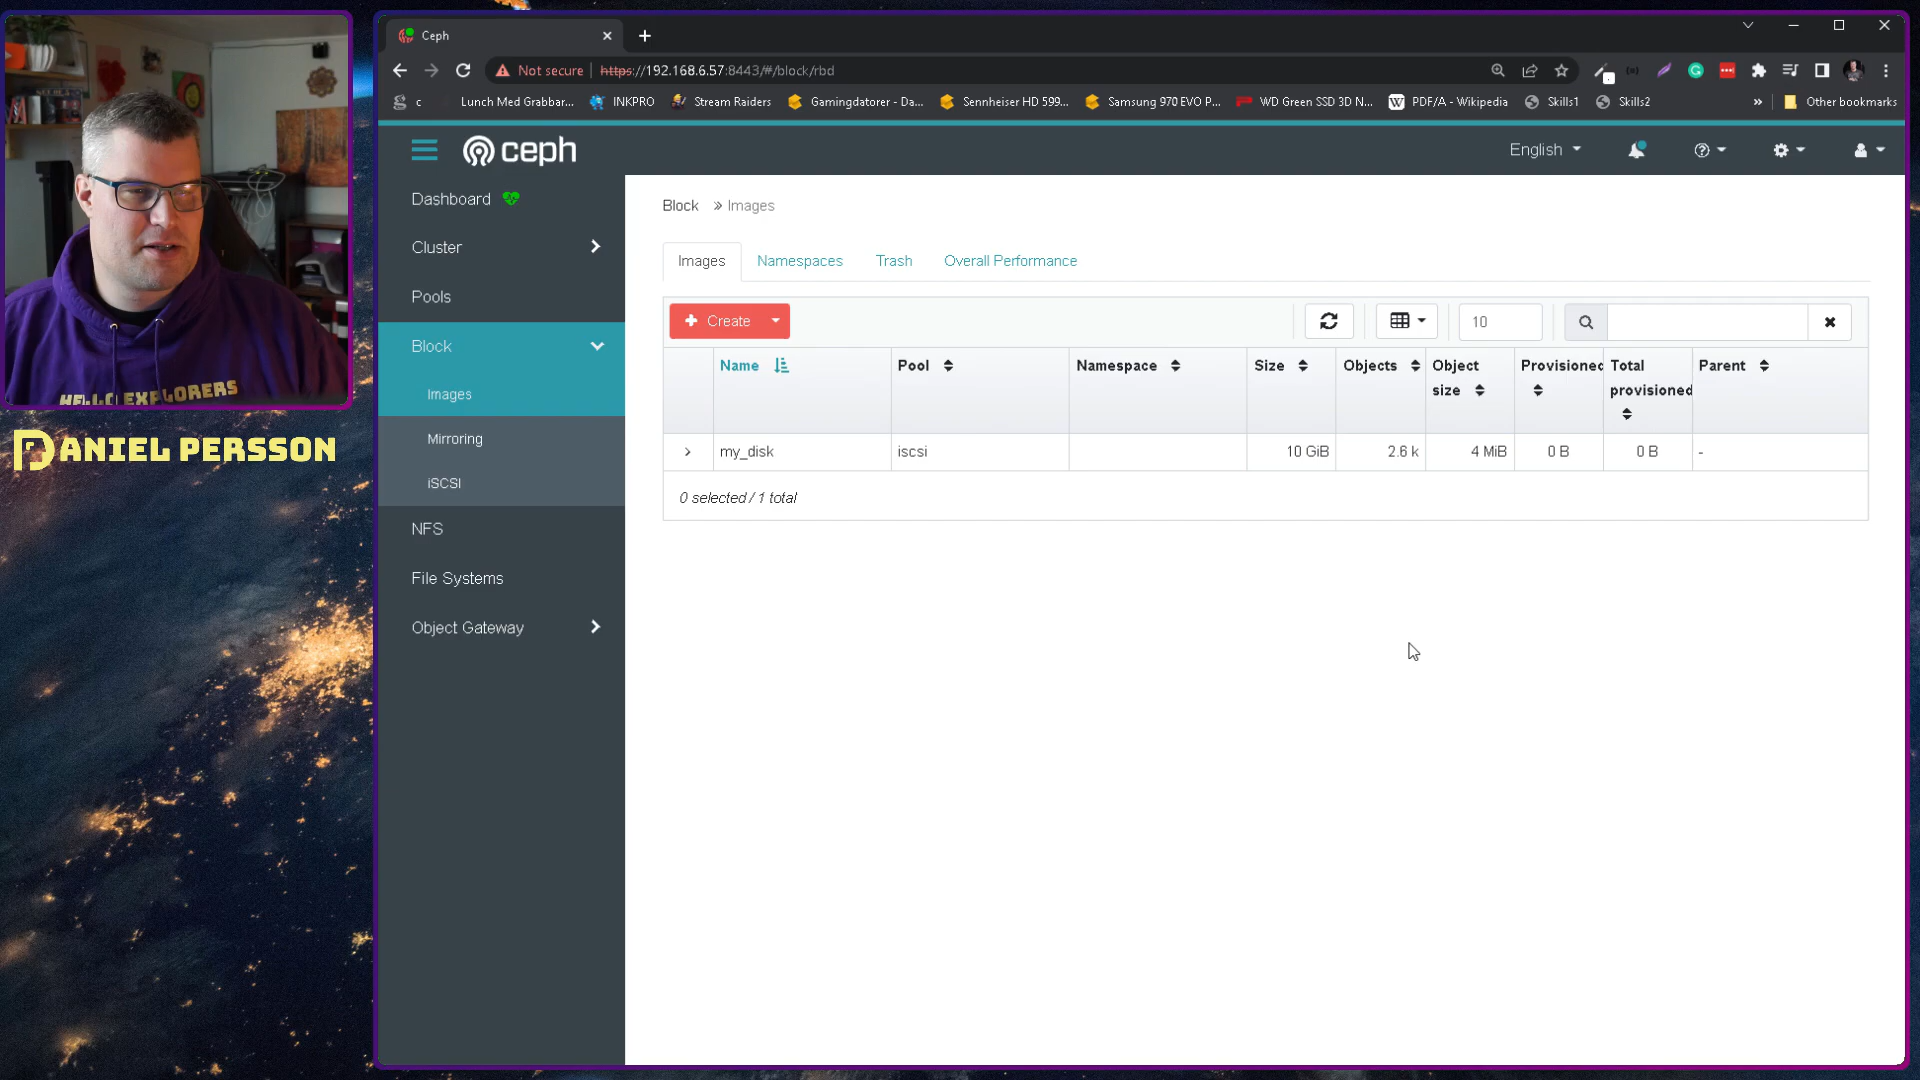 Ceph
Not secure https://192.168.6.57:8443/#/block/rbd
c Lunch Med Grabbar... INKPRO Stream Raiders Gamingdatorer - Da... Sennheiser HD 599... Samsung 970 EVO P... WD Green SSD 3D N... PDF/A - Wikipedia Skills1 Skills2 » Other bookmarks
ceph
English
Dashboard
Cluster
Pools
Block
Images
Mirroring
iSCSI
NFS
File Systems
Object Gateway
Block » Images
Images Namespaces Trash Overall Performance
Create
10
Name Pool Namespace Size Objects Object size Provisioned Total provisioned Parent
my_disk iscsi 10 GiB 2.6 k 4 MiB 0 B 0 B -
0 selected / 1 total
HELLO EXPLORERS
DANIEL PERSSON